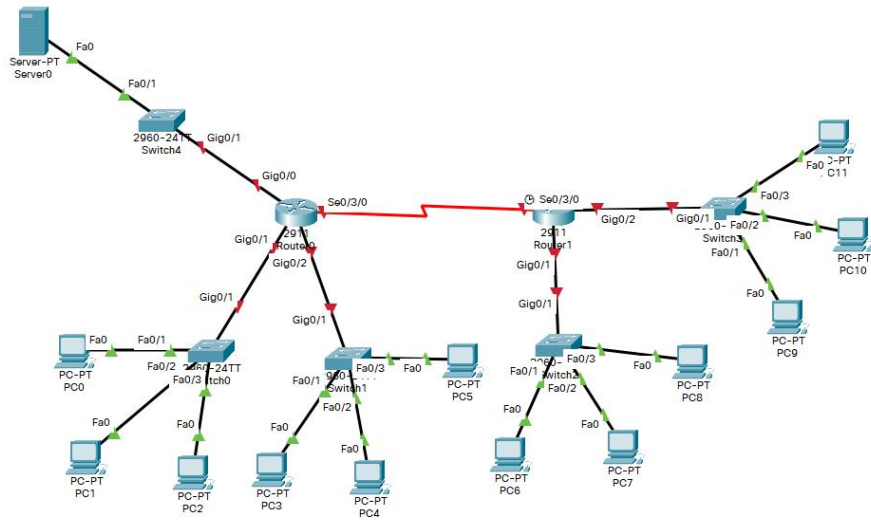 Fa0
Server-PT
Server0
Fa0/1
2960-24TT
Switch4
Gig0/1
Gig0/0
Se0/3/0
2911
Router0
Gig0/1
Gig0/2
Se0/3/0
2911
Router1
Gig0/2
Gig0/1
Gig0/1
Switch3
Fa0/3
Fa0/2
Fa0/1
Fa0
PC-PT
PC11
Fa0
PC-PT
PC10
Fa0
PC-PT
PC9
Gig0/1
Fa0/1
Fa0/2
Fa0/3
Fa0
PC-PT
PC0
Fa0
PC-PT
PC1
Fa0
PC-PT
PC2
Gig0/1
Switch1
Fa0/1
Fa0/2
Fa0/3
Fa0
PC-PT
PC5
Fa0
PC-PT
PC3
Fa0
PC-PT
PC4
Gig0/1
Fa0/1
Fa0/2
Fa0/3
Fa0
PC-PT
PC8
Fa0
PC-PT
PC6
Fa0
PC-PT
PC7